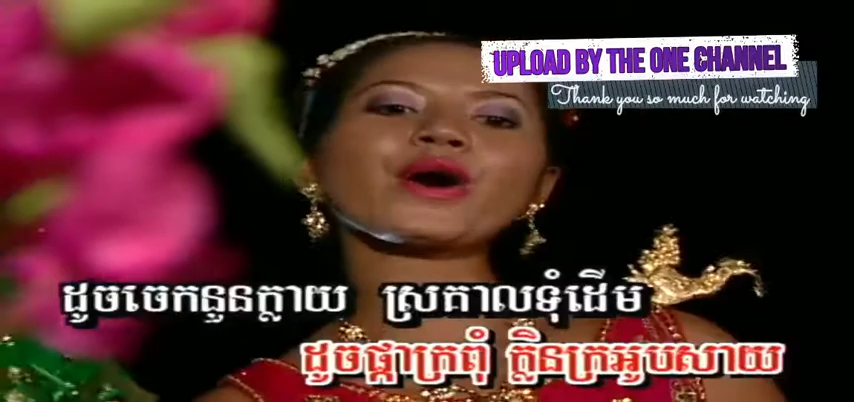 UPLOAD BY THE ONE CHANNEL
Thank you so much for watching
ដូចចេកនួនក្លាយ ស្រគាលទុំដើម
ដូចផ្កាក្រពុំ ក្លិនក្រអូបសាយ